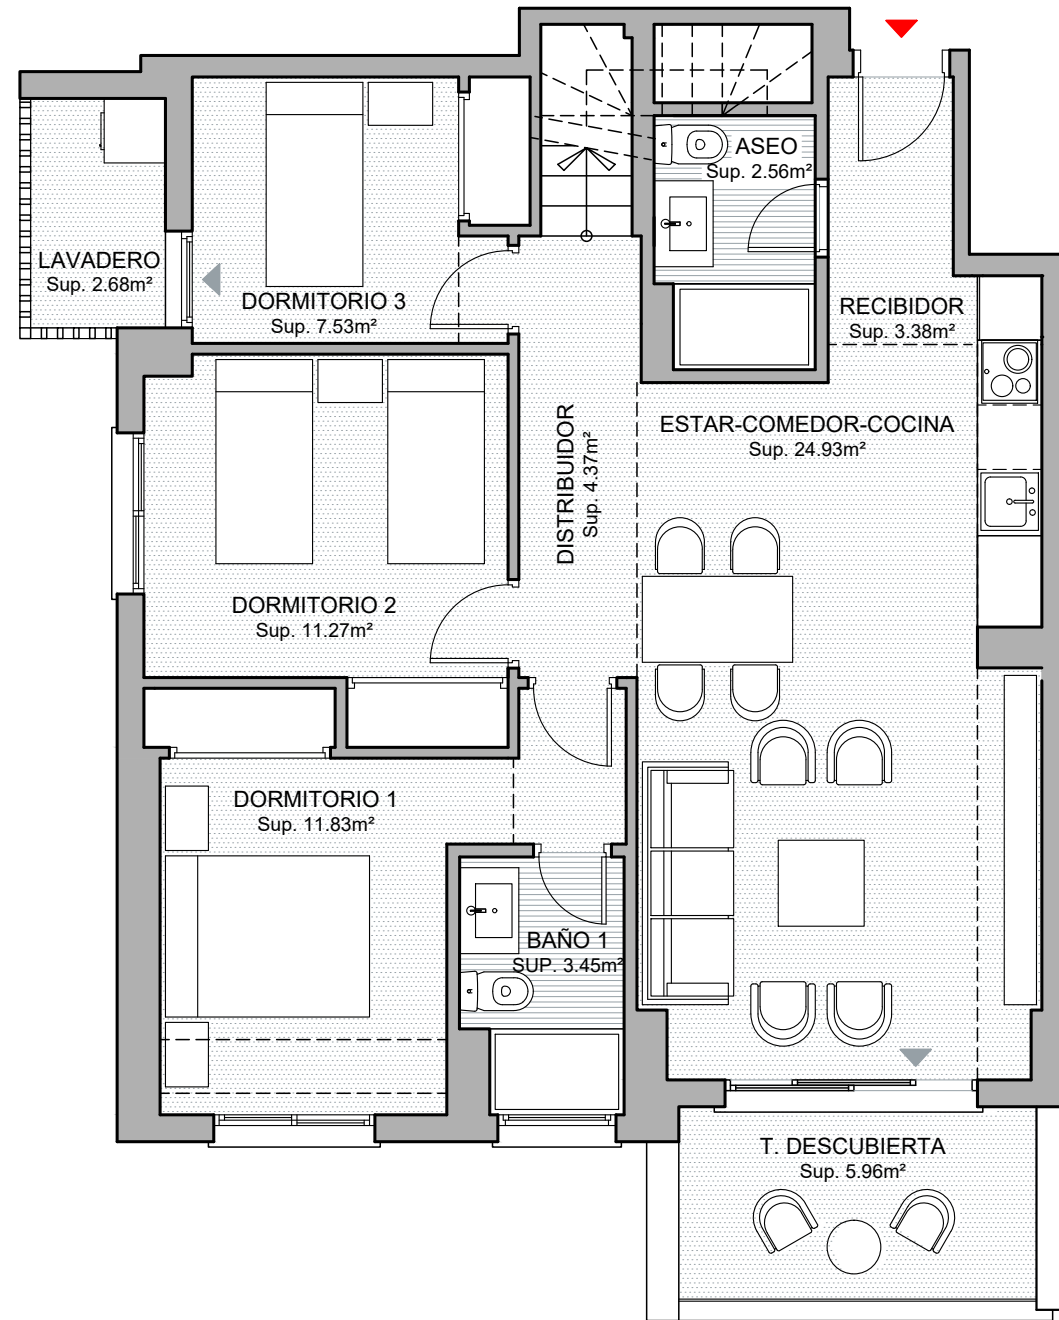 ASEO
Sup. 2.56m²
LAVADERO
Sup. 2.68m²
DORMITORIO 3
Sup. 7.53m²
RECIBIDOR
Sup. 3.38m²
ESTAR-COMEDOR-COCINA
Sup. 24.93m²
DISTRIBUIDOR
Sup. 4.37m²
DORMITORIO 2
Sup. 11.27m²
DORMITORIO 1
Sup. 11.83m²
BAÑO 1
SUP. 3.45m²
T. DESCUBIERTA
Sup. 5.96m²